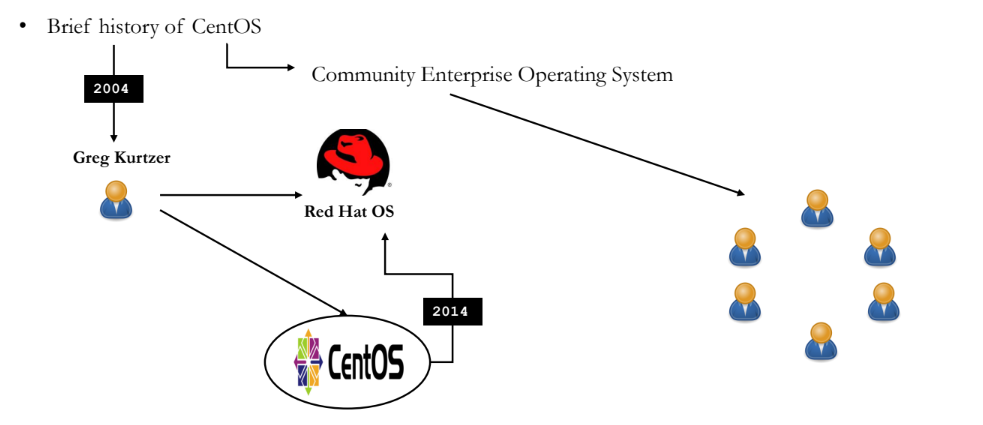 • Brief history of CentOS
Community Enterprise Operating System
2004
Greg Kurtzer
Red Hat OS
2014
CentOS